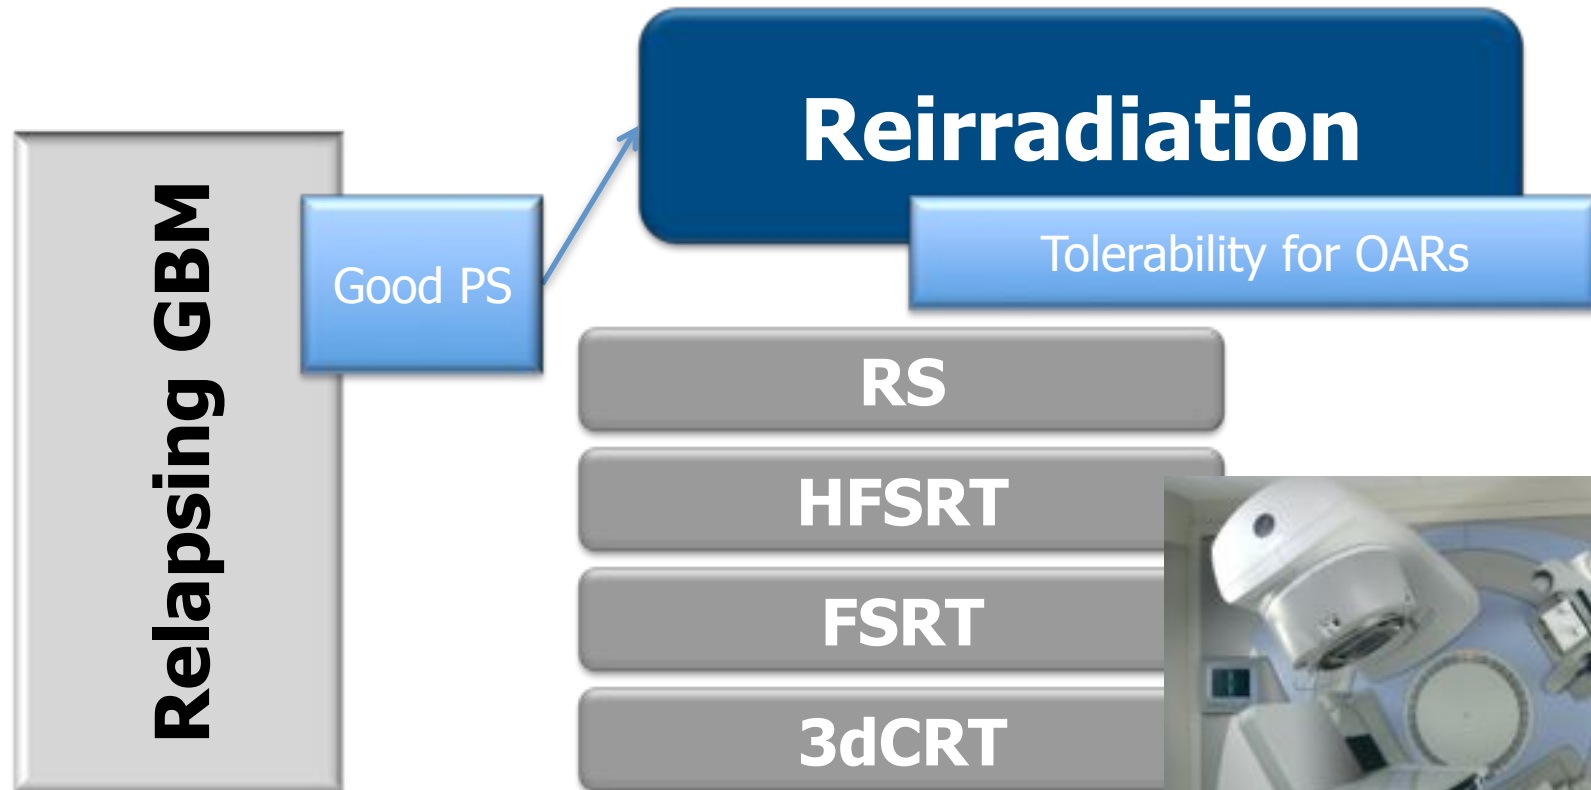 Relapsing GBM
Good PS
Reirradiation
Tolerability for OARs
RS
HFSRT
FSRT
3dCRT